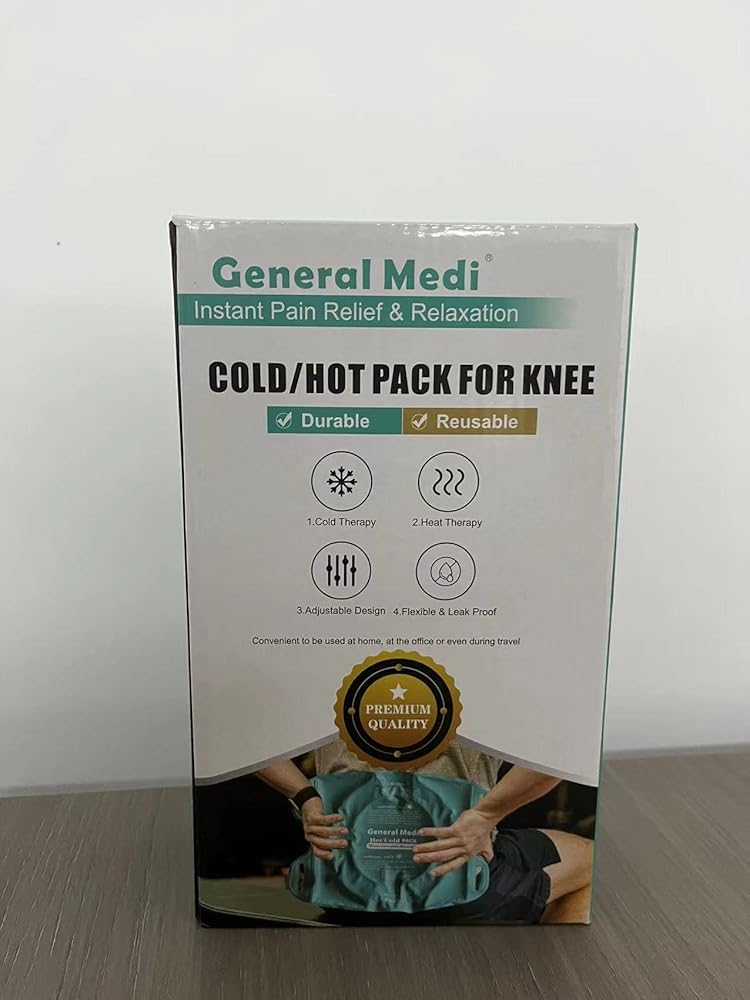 General Medi®
Instant Pain Relief & Relaxation
COLD/HOT PACK FOR KNEE
Durable Reusable
1.Cold Therapy 2.Heat Therapy
3.Adjustable Design 4.Flexible & Leak Proof
Convenient to be used at home, at the office or even during travel
PREMIUM
QUALITY
General Medi
Hot Cold PACK